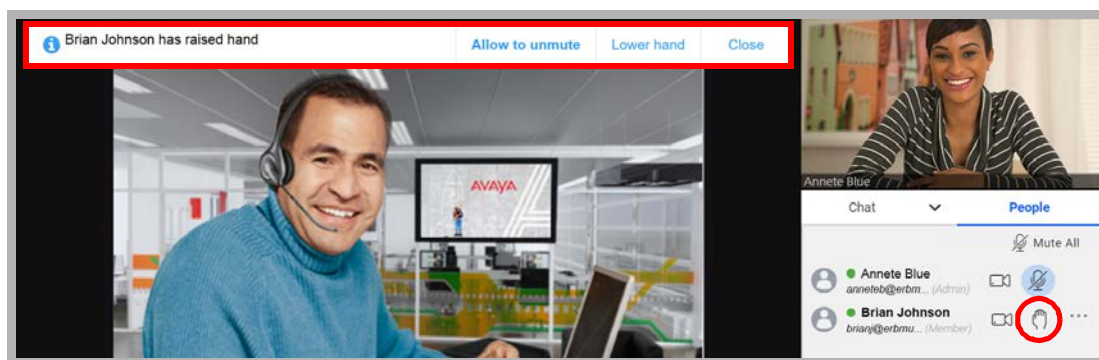 Brian Johnson has raised hand
Allow to unmute
Lower hand
Close
AVAYA
Annete Blue
Chat
People
Mute All
Annete Blue
anneteb@erbm... (Admin)
Brian Johnson
brianj@erbmu... (Member)